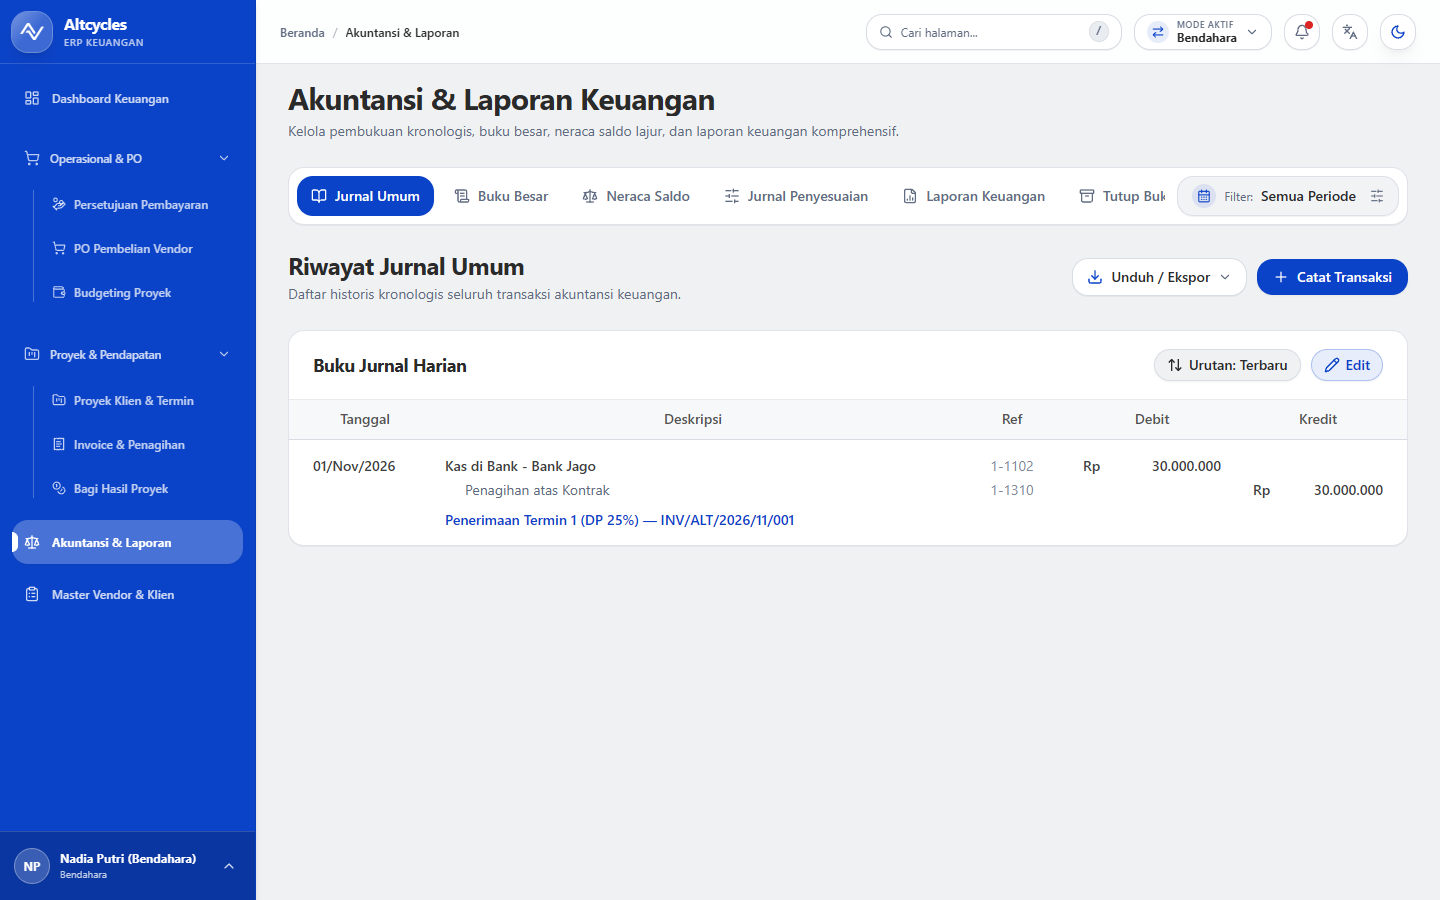 Altcycles
ERP KEUANGAN
Dashboard Keuangan
Operasional & PO
Persetujuan Pembayaran
PO Pembelian Vendor
Budgeting Proyek
Proyek & Pendapatan
Proyek Klien & Termin
Invoice & Penagihan
Bagi Hasil Proyek
Akuntansi & Laporan
Master Vendor & Klien
NP
Nadia Putri (Bendahara)
Bendahara
Beranda / Akuntansi & Laporan
Cari halaman... /
MODE AKTIF
Bendahara
Akuntansi & Laporan Keuangan
Kelola pembukuan kronologis, buku besar, neraca saldo lajur, dan laporan keuangan komprehensif.
Jurnal Umum Buku Besar Neraca Saldo Jurnal Penyesuaian Laporan Keuangan Tutup Buk Filter: Semua Periode
Riwayat Jurnal Umum
Daftar historis kronologis seluruh transaksi akuntansi keuangan.
Unduh / Ekspor
Catat Transaksi
Buku Jurnal Harian
Urutan: Terbaru
Edit
Tanggal Deskripsi Ref Debit Kredit
01/Nov/2026 Kas di Bank - Bank Jago 1-1102 Rp 30.000.000
Penagihan atas Kontrak 1-1310 Rp 30.000.000
Penerimaan Termin 1 (DP 25%) — INV/ALT/2026/11/001